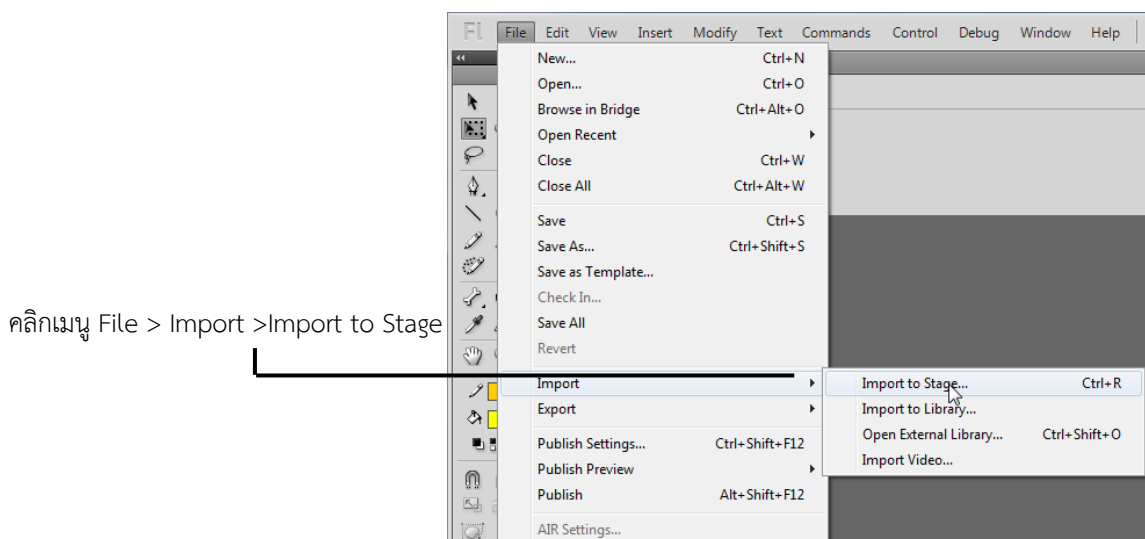 Fl File Edit View Insert Modify Text Commands Control Debug Window Help
New... Ctrl+N
Open... Ctrl+O
Browse in Bridge Ctrl+Alt+O
Open Recent
Close Ctrl+W
Close All Ctrl+Alt+W
Save Ctrl+S
Save As... Ctrl+Shift+S
Save as Template...
Check In...
Save All
Revert
คลิกเมนู File > Import >Import to Stage
Import
Export
Publish Settings... Ctrl+Shift+F12
Publish Preview
Publish Alt+Shift+F12
AIR Settings...
Import to Stage... Ctrl+R
Import to Library...
Open External Library... Ctrl+Shift+O
Import Video...